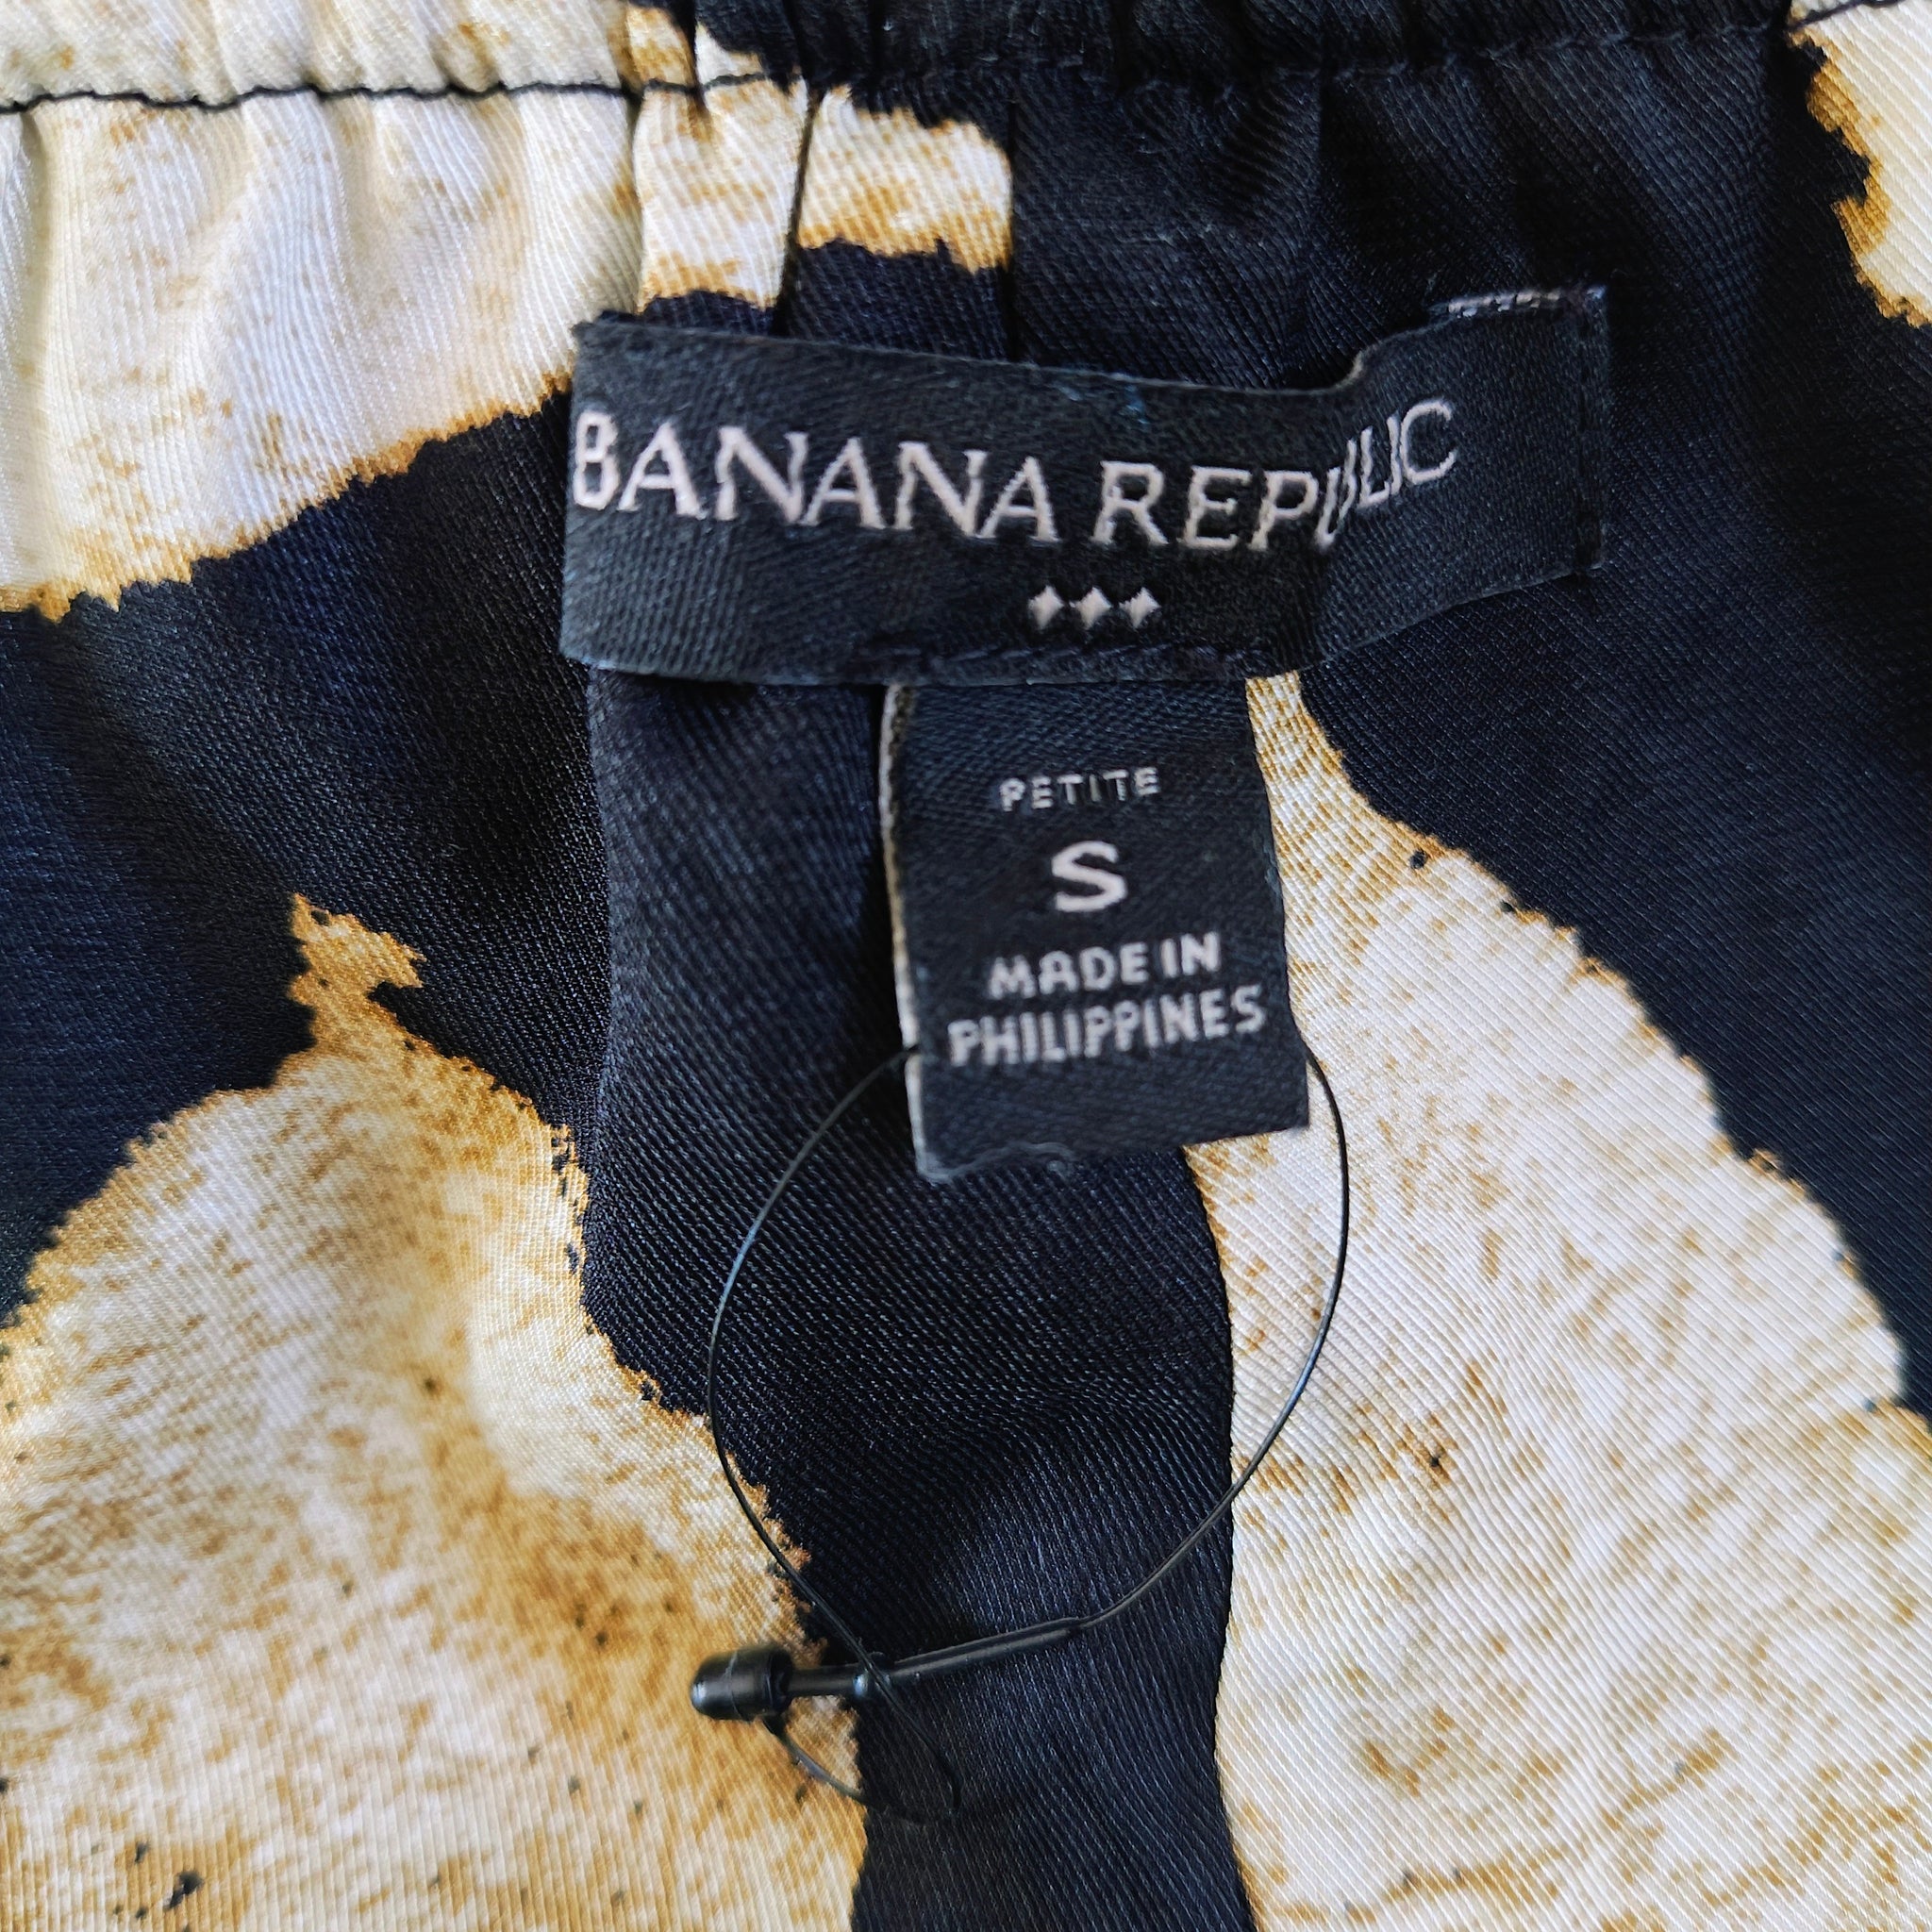 BANANA REPUBLIC
PETITE
S
MADE IN
PHILIPPINES